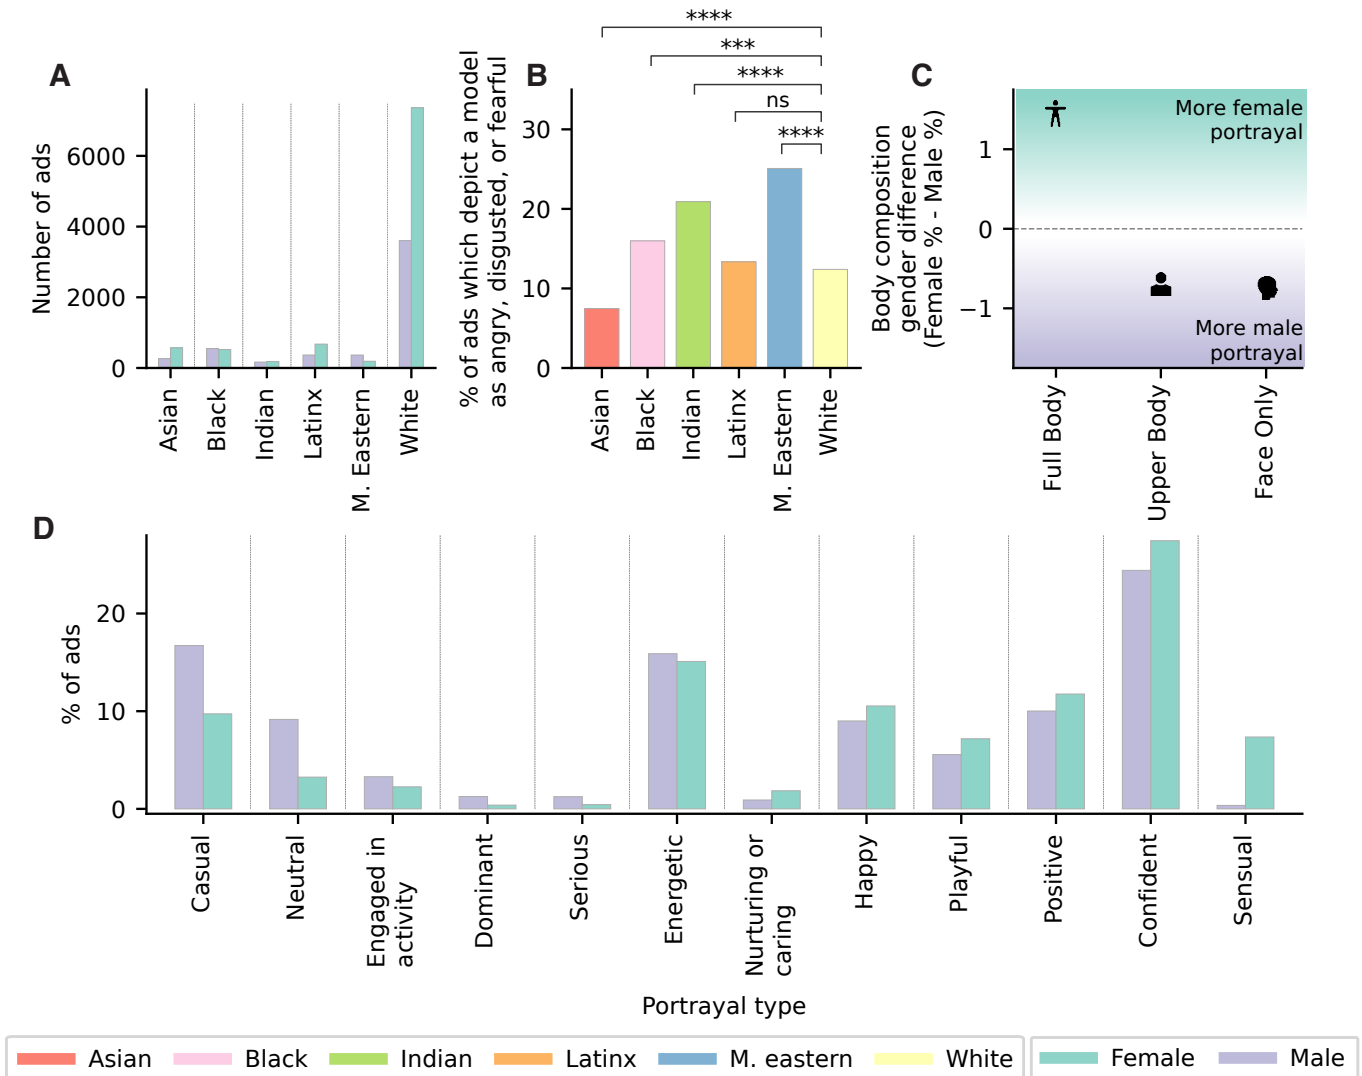 A
Number of ads
6000
4000
2000
0
Asian
Black
Indian
Latinx
M. Eastern
White
B
% of ads which depict a model
as angry, disgusted, or fearful
30
20
10
0
****
***
****
ns
****
Asian
Black
Indian
Latinx
M. Eastern
White
C
Body composition
gender difference
(Female % - Male %)
1
0
−1
More female
portrayal
More male
portrayal
Full Body
Upper Body
Face Only
D
% of ads
20
10
0
Casual
Neutral
Engaged in
activity
Dominant
Serious
Energetic
Nurturing or
caring
Happy
Playful
Positive
Confident
Sensual
Portrayal type
Asian
Black
Indian
Latinx
M. eastern
White
Female
Male